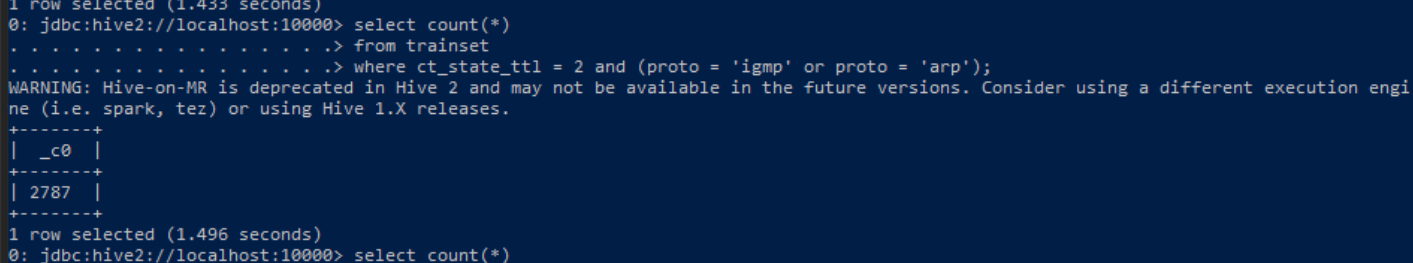 1 row selected (1.433 seconds)
0: jdbc:hive2://localhost:10000> select count(*)
. . . . . . . . . . . . . . . .> from trainset
. . . . . . . . . . . . . . . .> where ct_state_ttl = 2 and (proto = 'igmp' or proto = 'arp');
WARNING: Hive-on-MR is deprecated in Hive 2 and may not be available in the future versions. Consider using a different execution engi
ne (i.e. spark, tez) or using Hive 1.X releases.
+-------+
|  _c0  |
+-------+
| 2787  |
+-------+
1 row selected (1.496 seconds)
0: jdbc:hive2://localhost:10000> select count(*)